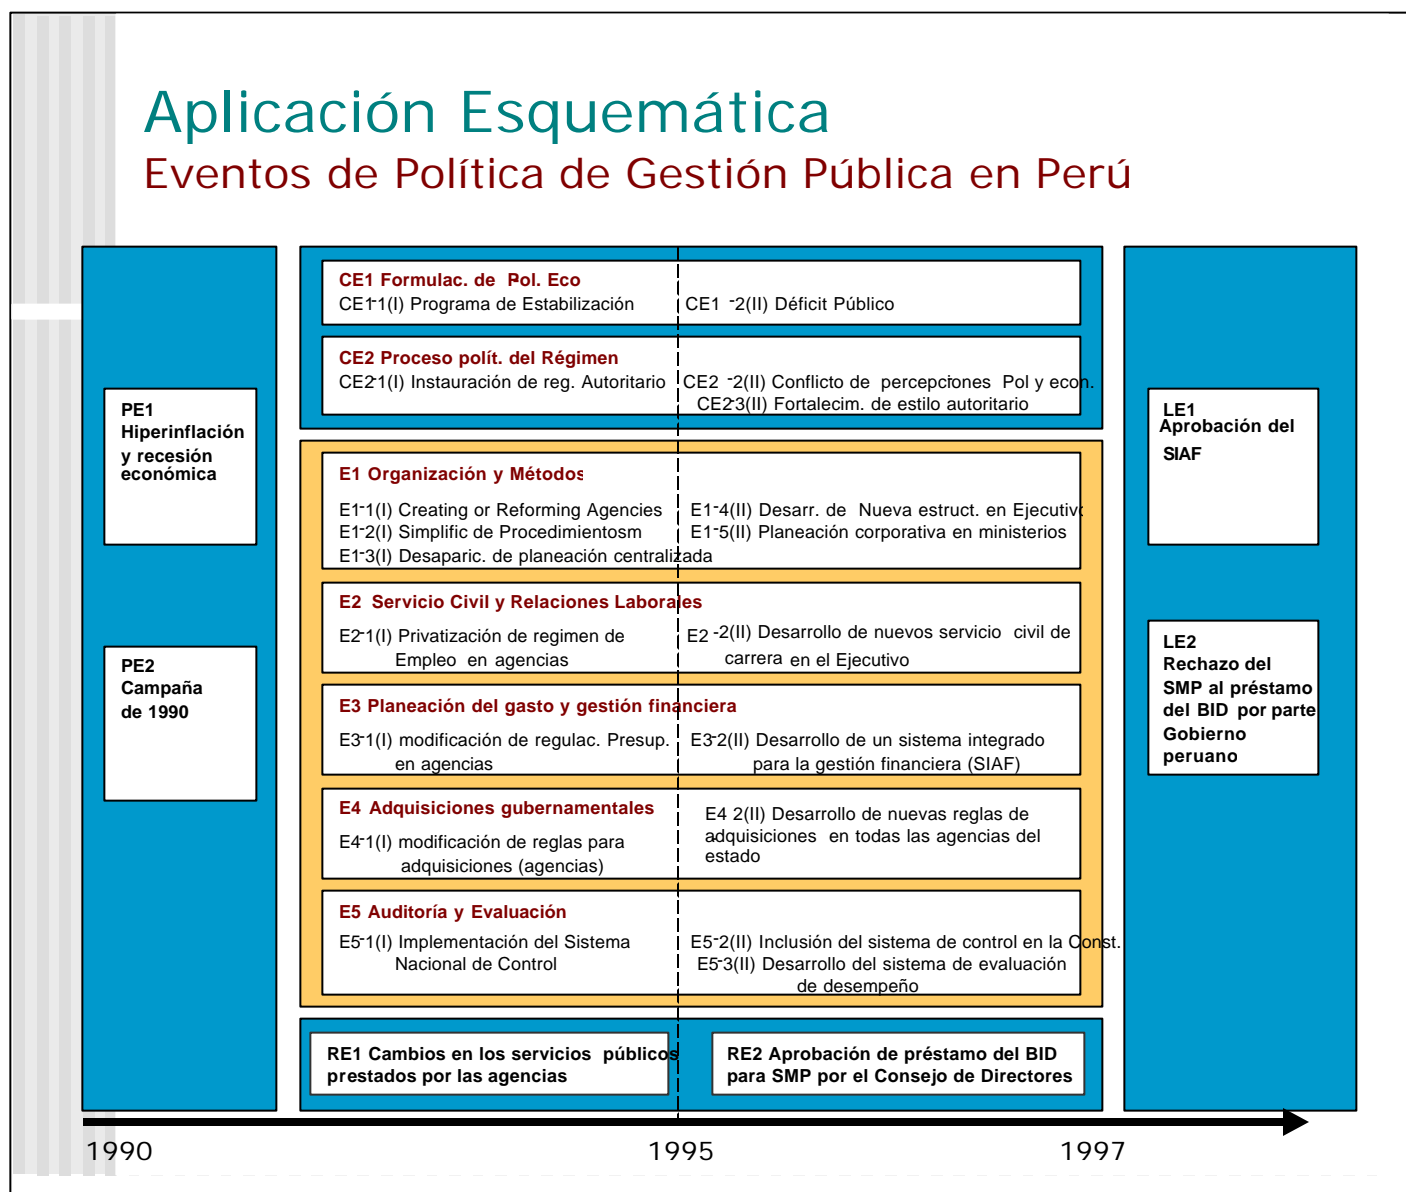 Aplicación Esquemática
Eventos de Política de Gestión Pública en Perú
PE1
Hiperinflación
y recesión
económica
PE2
Campaña
de 1990
CE1 Formulac. de Pol. Eco
CE1-1(I) Programa de Estabilización
CE1 -2(II) Déficit Público
CE2 Proceso polít. del Régimen
CE2-1(I) Instauración de reg. Autoritario
CE2 -2(II) Conflicto de percepciones Pol y econ.
CE2-3(II) Fortalecim. de estilo autoritario
E1 Organización y Métodos
E1-1(I) Creating or Reforming Agencies
E1-2(I) Simplific de Procedimientosm
E1-3(I) Desaparic. de planeación centralizada
E1-4(II) Desarr. de Nueva estruct. en Ejecutivo
E1-5(II) Planeación corporativa en ministerios
E2 Servicio Civil y Relaciones Laborales
E2-1(I) Privatización de regimen de
Empleo en agencias
E2 -2(II) Desarrollo de nuevos servicio civil de
carrera en el Ejecutivo
E3 Planeación del gasto y gestión financiera
E3-1(I) modificación de regulac. Presup.
en agencias
E3-2(II) Desarrollo de un sistema integrado
para la gestión financiera (SIAF)
E4 Adquisiciones gubernamentales
E4-1(I) modificación de reglas para
adquisiciones (agencias)
E4 2(II) Desarrollo de nuevas reglas de
adquisiciones en todas las agencias del
estado
E5 Auditoría y Evaluación
E5-1(I) Implementación del Sistema
Nacional de Control
E5-2(II) Inclusión del sistema de control en la Const.
E5-3(II) Desarrollo del sistema de evaluación
de desempeño
RE1 Cambios en los servicios públicos
prestados por las agencias
RE2 Aprobación de préstamo del BID
para SMP por el Consejo de Directores
LE1
Aprobación del
SIAF
LE2
Rechazo del
SMP al préstamo
del BID por parte
Gobierno
peruano
1990
1995
1997